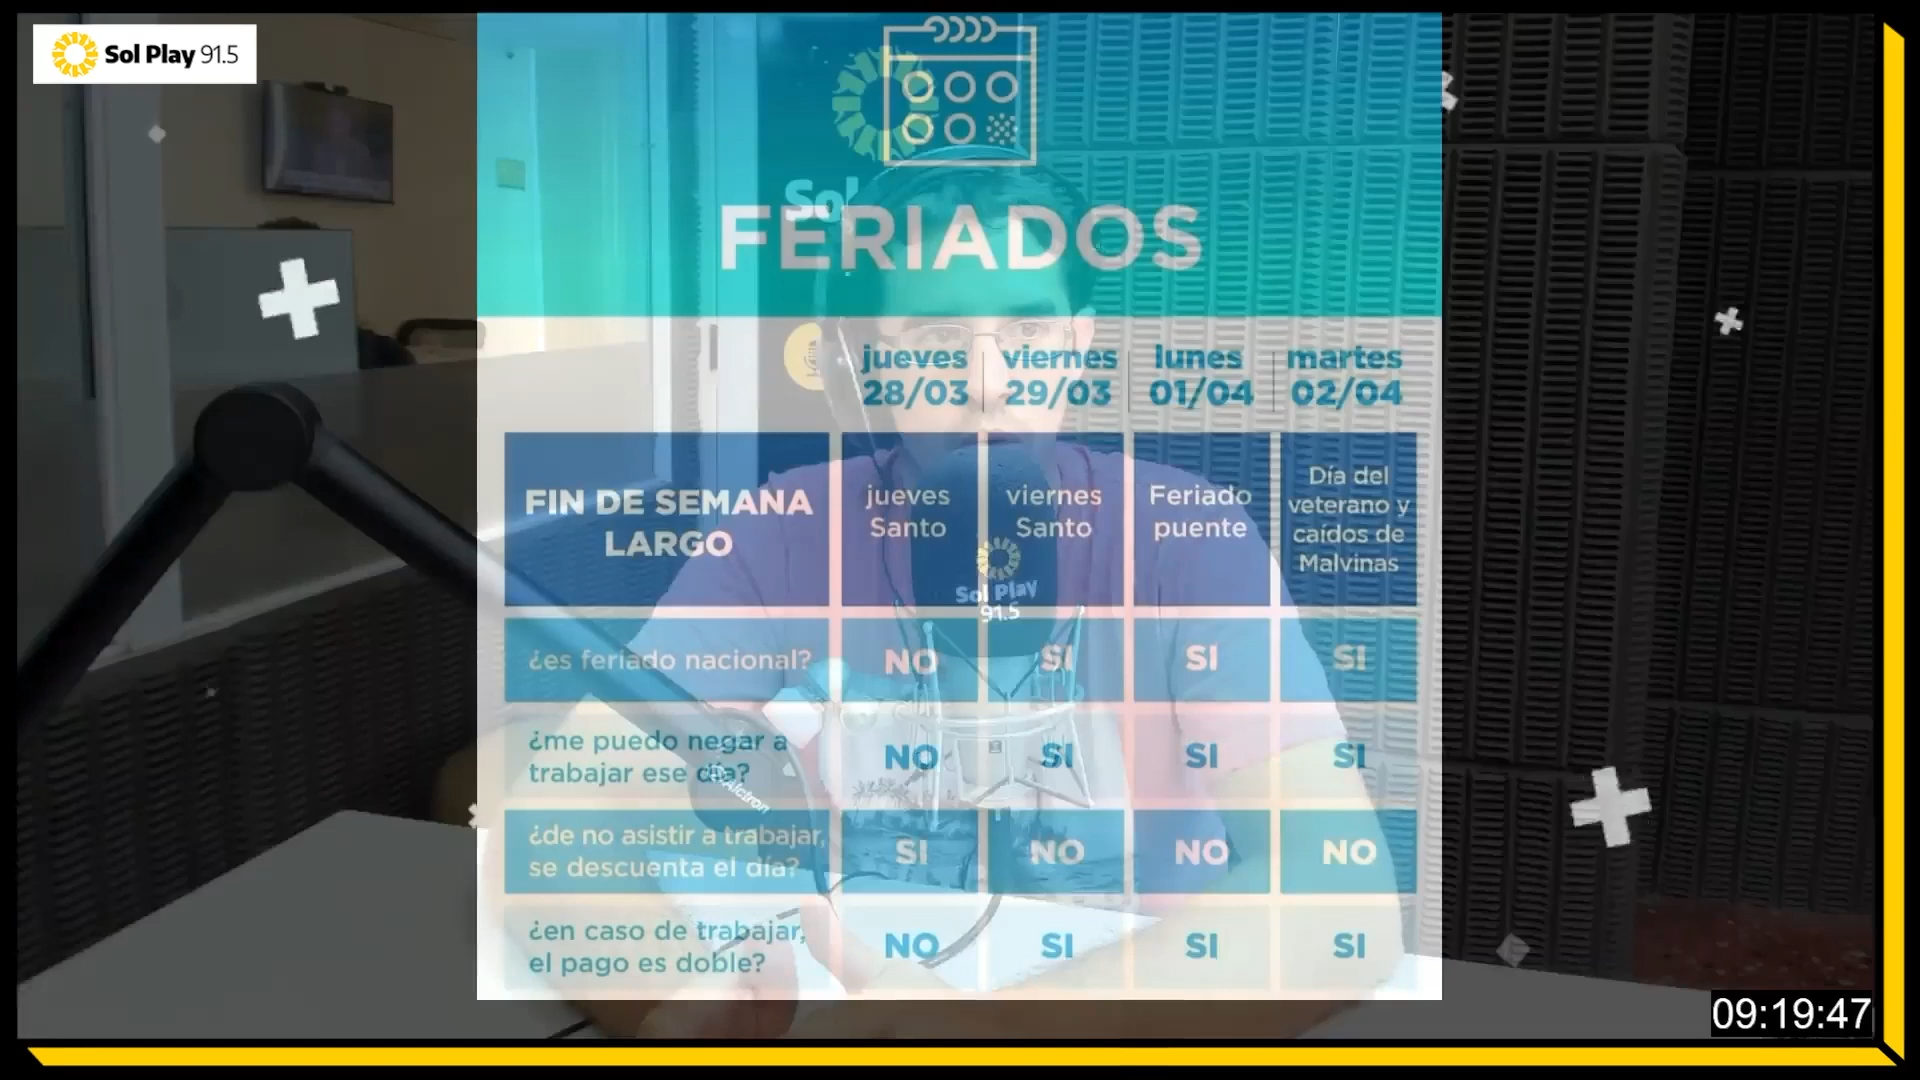 Sol Play 91.5
Sol
FERIADOS
jueves viernes lunes martes
28/03 29/03 01/04 02/04
FIN DE SEMANA
LARGO
jueves
Santo
viernes
Santo
Feriado
puente
Día del
veterano y
caídos de
Malvinas
Sol Play
91.5
¿es feriado nacional? NO SI SI SI
¿me puedo negar a
trabajar ese día?
NO SI SI SI
Alctron
¿de no asistir a trabajar,
se descuenta el día?
SI NO NO NO
¿en caso de trabajar,
el pago es doble?
NO SI SI SI
09:19:47